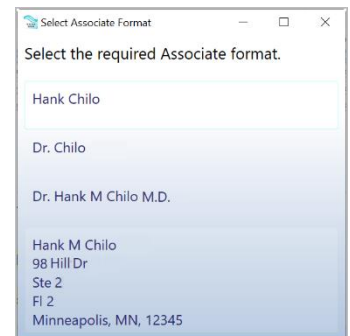 Select Associate Format
Select the required Associate format.
Hank Chilo
Dr. Chilo
Dr. Hank M Chilo M.D.
Hank M Chilo
98 Hill Dr
Ste 2
Fl 2
Minneapolis, MN, 12345